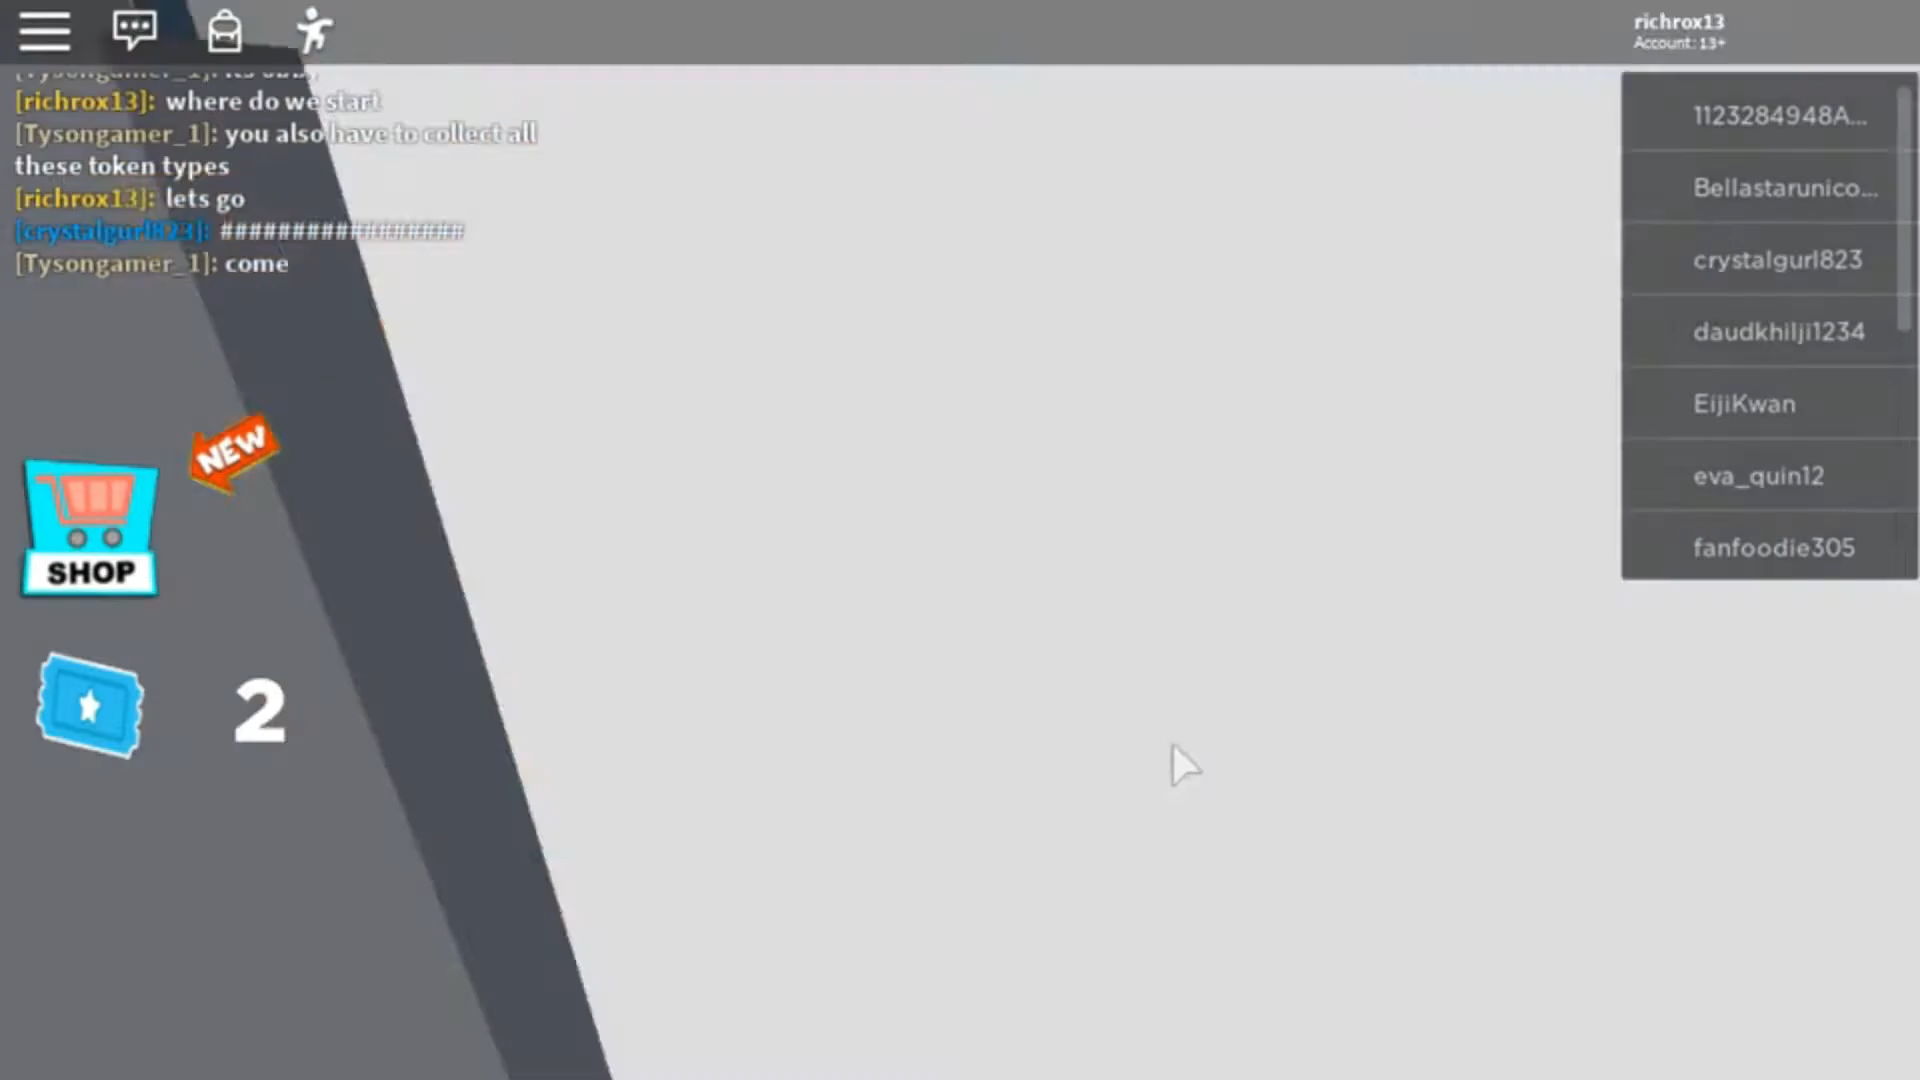 richrox13
Account: 13+
[richrox13]: where do we start
[Tysongamer_1]: you also have to collect all
these token types
[richrox13]: lets go
[crystalgurl823]: #################
[Tysongamer_1]: come
NEW
SHOP
2
1123284948A...
Bellastarunico...
crystalgurl823
daudkhilji1234
EijiKwan
eva_quin12
fanfoodie305